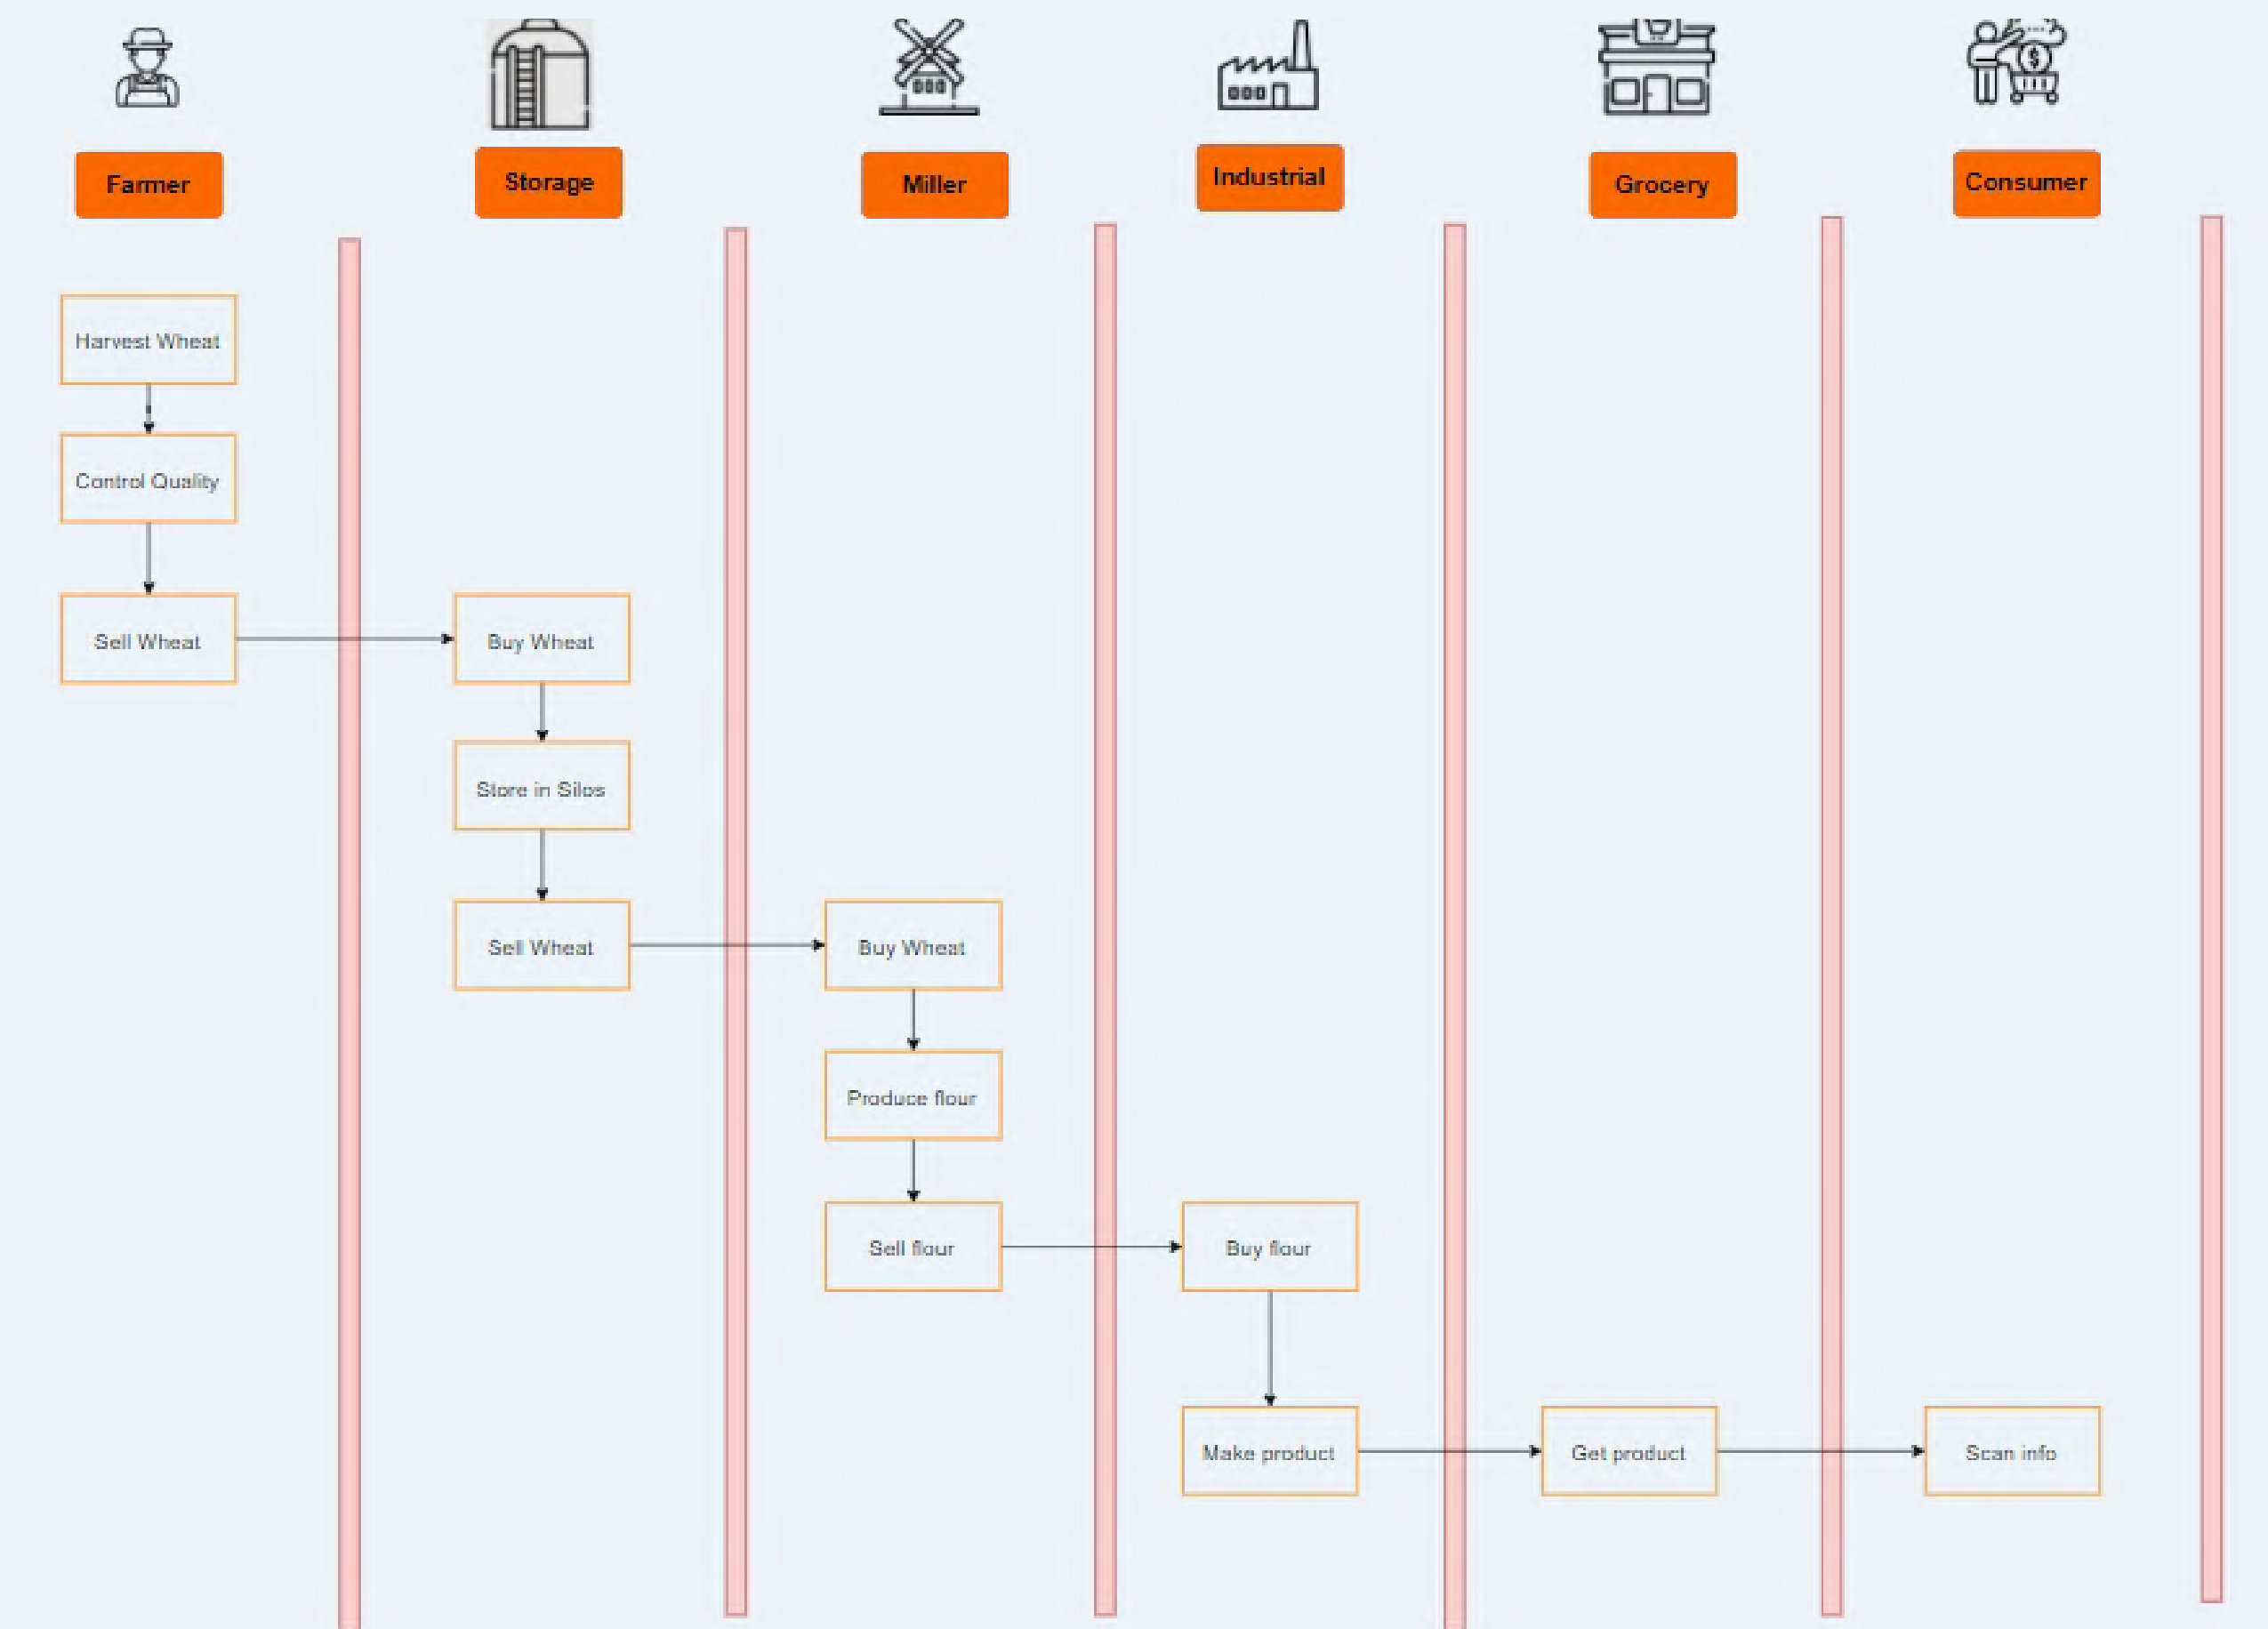 Farmer
Storage
Miller
Industrial
Grocery
Consumer
Harvest Wheat
Control Quality
Sell Wheat
Buy Wheat
Store in Silos
Sell Wheat
Buy Wheat
Produce flour
Sell flour
Buy flour
Make product
Get product
Scan info